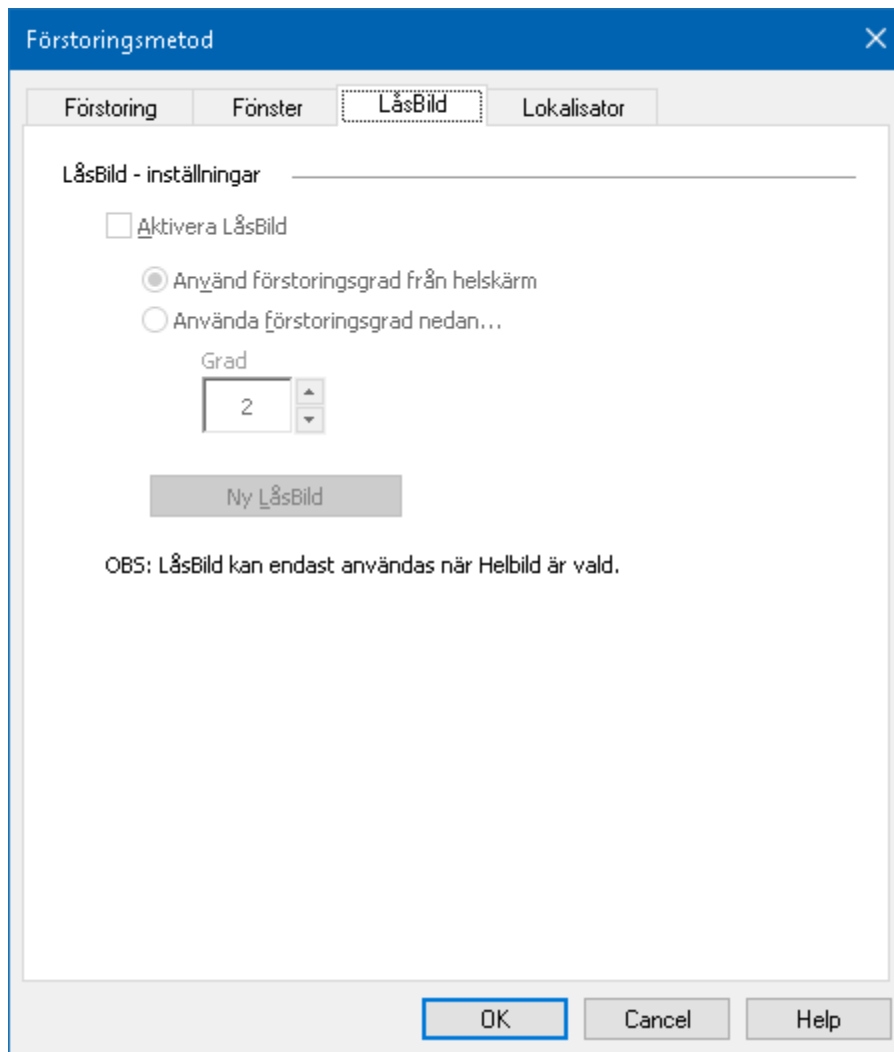 Förstoringsmetod
Förstoring Fönster LåsBild Lokalisator
LåsBild - inställningar
Aktivera LåsBild
Använd förstoringsgrad från helskärm
Använda förstoringsgrad nedan...
Grad
2
Ny LåsBild
OBS: LåsBild kan endast användas när Helbild är vald.
OK Cancel Help